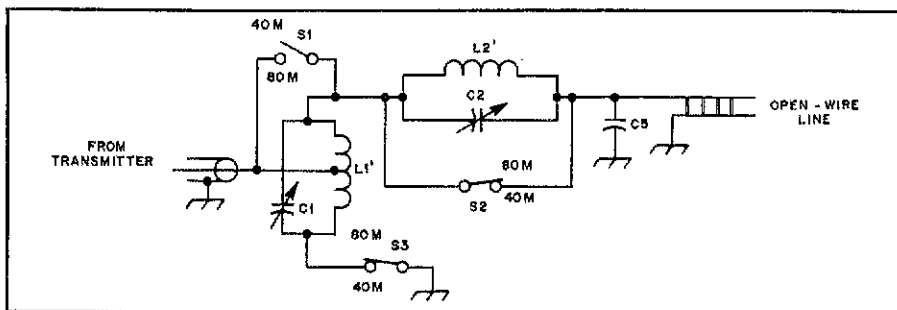 40M
S1
80M
L2'
C2
C5
OPEN - WIRE
LINE
FROM
TRANSMITTER
L1'
C1
80M
S2
40M
80M
S3
40M